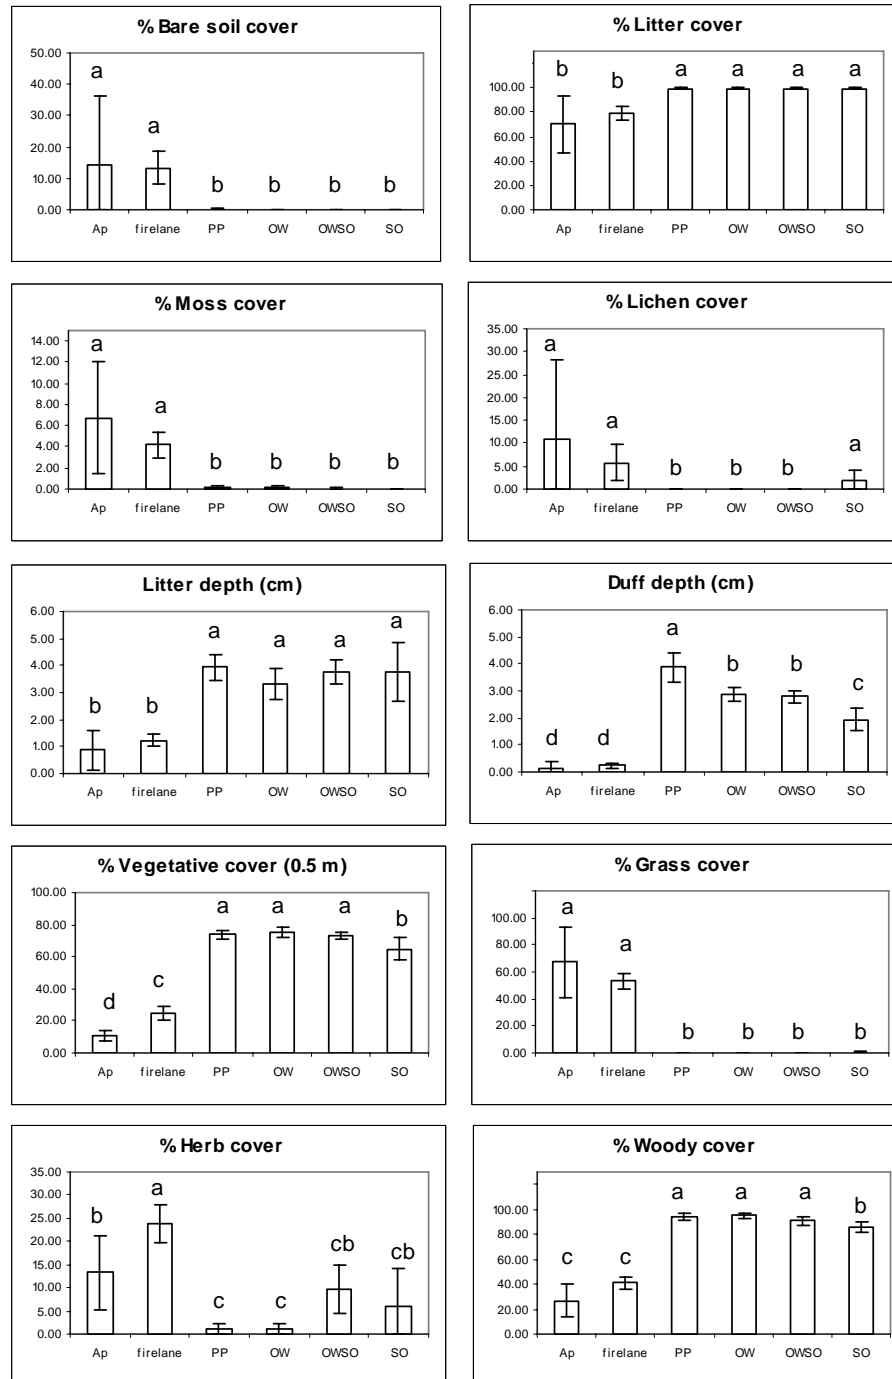 % Bare soil cover
50.00
40.00
30.00
20.00
10.00
0.00
a
a
b
b
b
b
Ap firelane PP OW OWSO SO
% Litter cover
100.00
80.00
60.00
40.00
20.00
0.00
b
b
a
a
a
a
Ap firelane PP OW OWSO SO
% Moss cover
14.00
12.00
10.00
8.00
6.00
4.00
2.00
0.00
a
a
b
b
b
b
Ap firelane PP OW OWSO SO
% Lichen cover
35.00
30.00
25.00
20.00
15.00
10.00
5.00
0.00
a
a
b
b
b
a
Ap firelane PP OW OWSO SO
Litter depth (cm)
6.00
5.00
4.00
3.00
2.00
1.00
0.00
b
b
a
a
a
a
Ap firelane PP OW OWSO SO
Duff depth (cm)
6.00
5.00
4.00
3.00
2.00
1.00
0.00
d
d
a
b
b
c
Ap firelane PP OW OWSO SO
% Vegetative cover (0.5 m)
100.00
80.00
60.00
40.00
20.00
0.00
d
c
a
a
a
b
Ap firelane PP OW OWSO SO
% Grass cover
100.00
80.00
60.00
40.00
20.00
0.00
a
a
b
b
b
b
Ap firelane PP OW OWSO SO
% Herb cover
35.00
30.00
25.00
20.00
15.00
10.00
5.00
0.00
b
a
c
c
cb
cb
Ap firelane PP OW OWSO SO
% Woody cover
100.00
80.00
60.00
40.00
20.00
0.00
c
c
a
a
a
b
Ap firelane PP OW OWSO SO